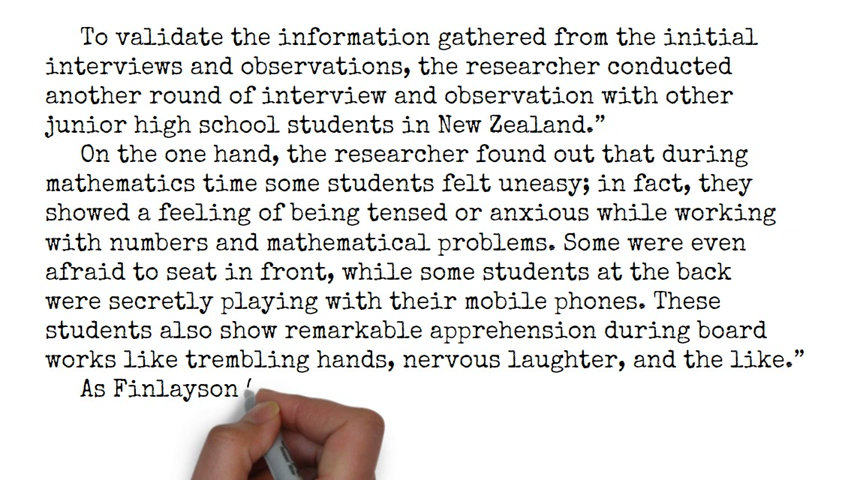 To validate the information gathered from the initial
interviews and observations, the researcher conducted
another round of interview and observation with other
junior high school students in New Zealand.”
On the one hand, the researcher found out that during
mathematics time some students felt uneasy; in fact, they
showed a feeling of being tensed or anxious while working
with numbers and mathematical problems. Some were even
afraid to seat in front, while some students at the back
were secretly playing with their mobile phones. These
students also show remarkable apprehension during board
works like trembling hands, nervous laughter, and the like.”
As Finlayson (